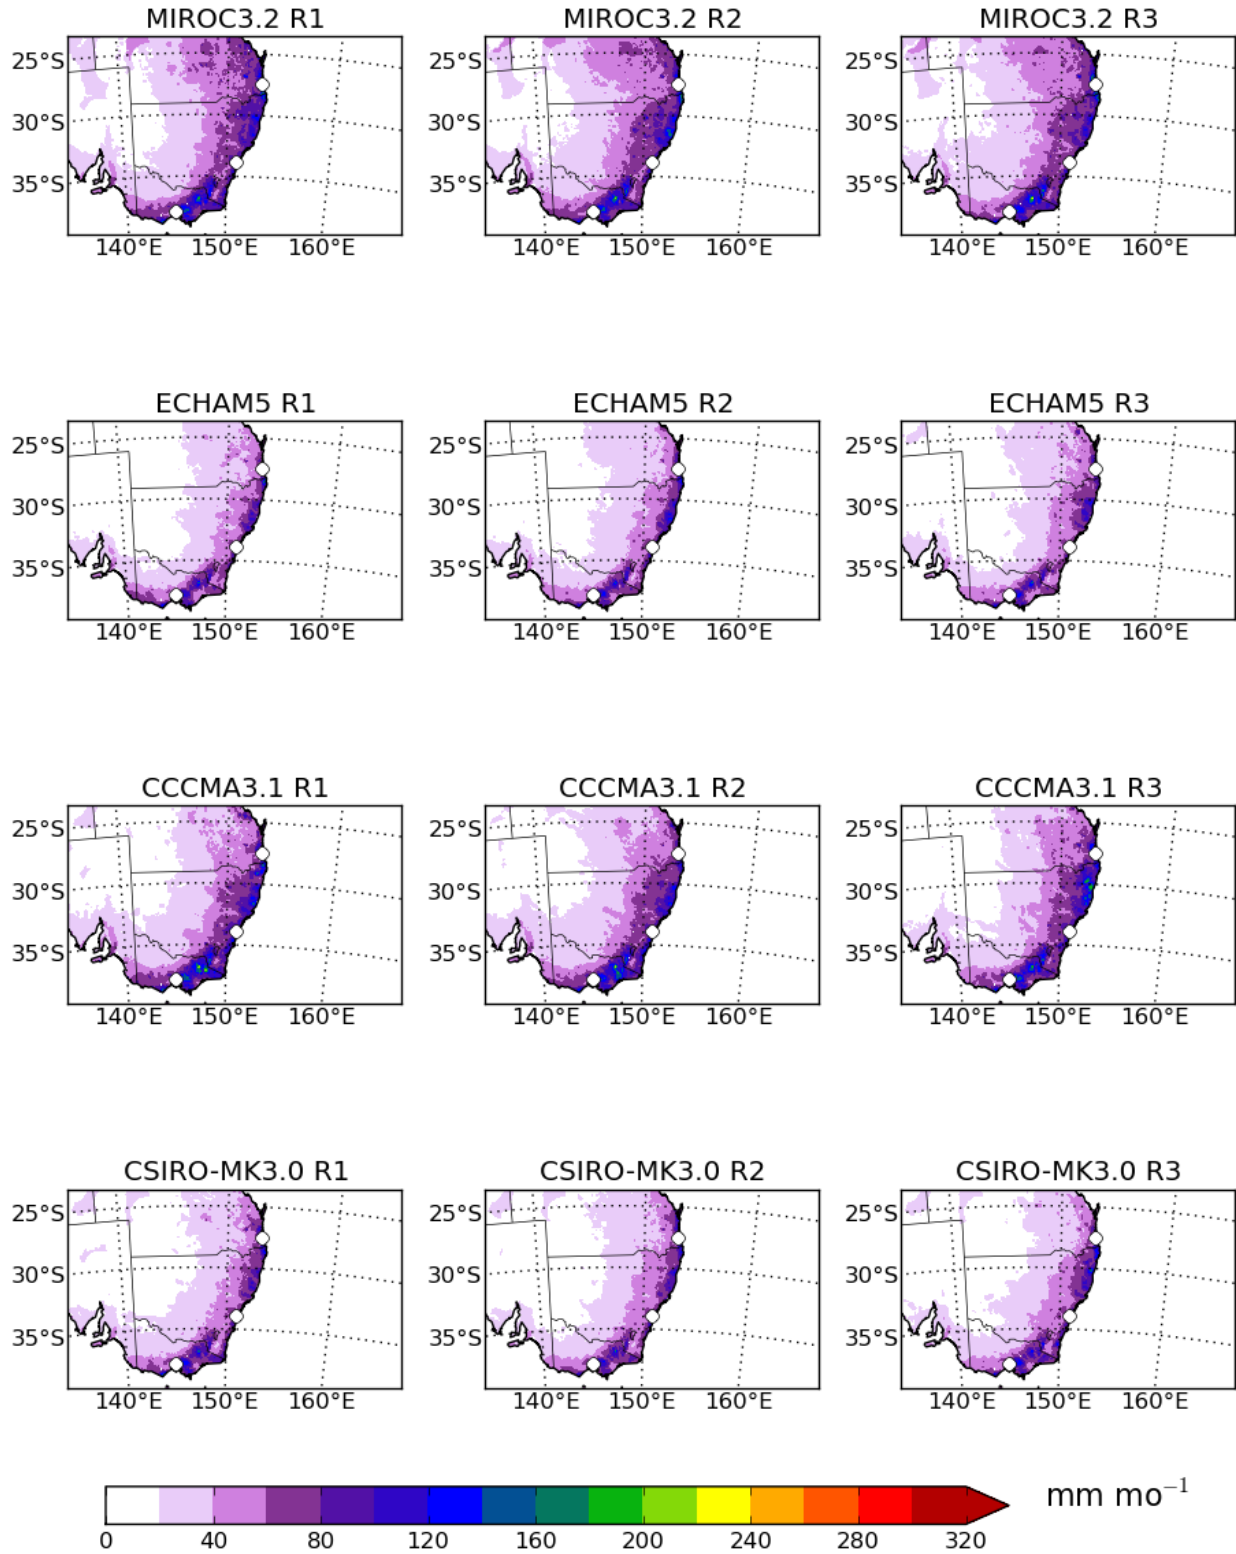 MIROC3.2 R1 MIROC3.2 R2 MIROC3.2 R3
25°S 25°S 25°S
30°S 30°S 30°S
35°S 35°S 35°S
140°E 150°E 160°E 140°E 150°E 160°E 140°E 150°E 160°E
ECHAM5 R1 ECHAM5 R2 ECHAM5 R3
25°S 25°S 25°S
30°S 30°S 30°S
35°S 35°S 35°S
140°E 150°E 160°E 140°E 150°E 160°E 140°E 150°E 160°E
CCCMA3.1 R1 CCCMA3.1 R2 CCCMA3.1 R3
25°S 25°S 25°S
30°S 30°S 30°S
35°S 35°S 35°S
140°E 150°E 160°E 140°E 150°E 160°E 140°E 150°E 160°E
CSIRO-MK3.0 R1 CSIRO-MK3.0 R2 CSIRO-MK3.0 R3
25°S 25°S 25°S
30°S 30°S 30°S
35°S 35°S 35°S
140°E 150°E 160°E 140°E 150°E 160°E 140°E 150°E 160°E
mm mo⁻¹
0 40 80 120 160 200 240 280 320